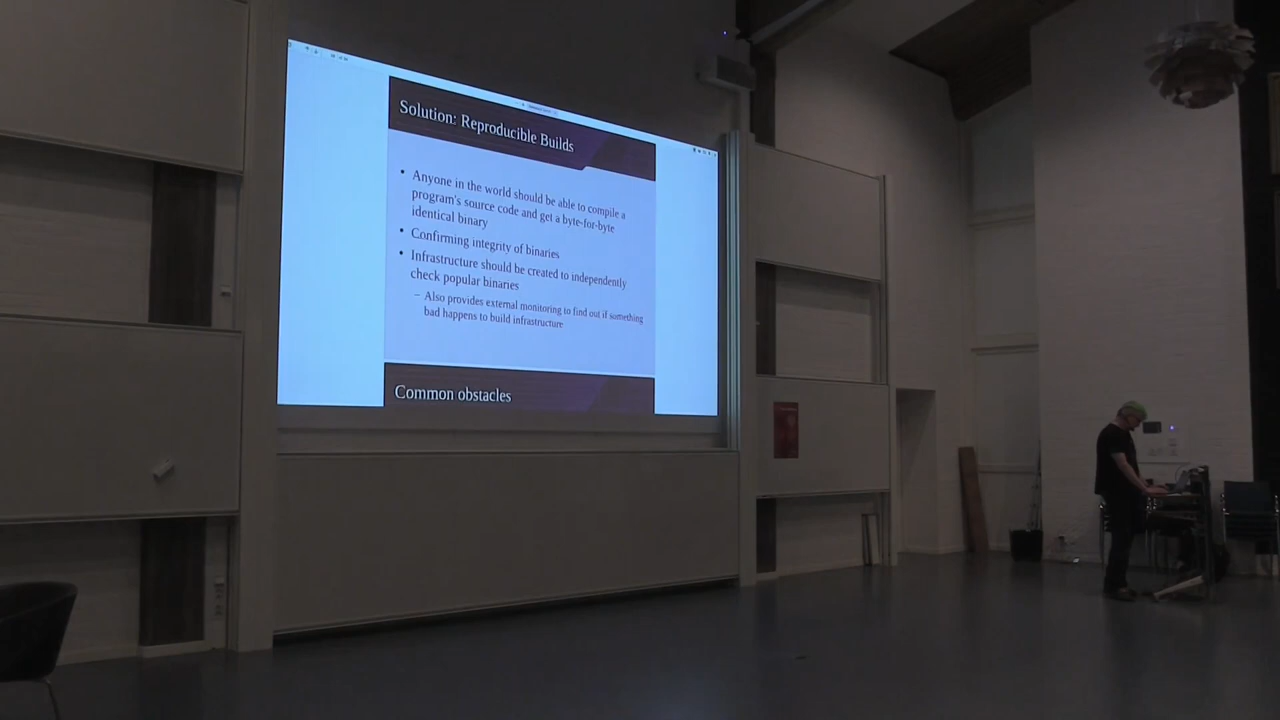 Solution: Reproducible Builds
• Anyone in the world should be able to compile a
program's source code and get a byte-for-byte
identical binary
• Confirming integrity of binaries
• Infrastructure should be created to independently
check popular binaries
– Also provides external monitoring to find out if something
bad happens to build infrastructure
Common obstacles